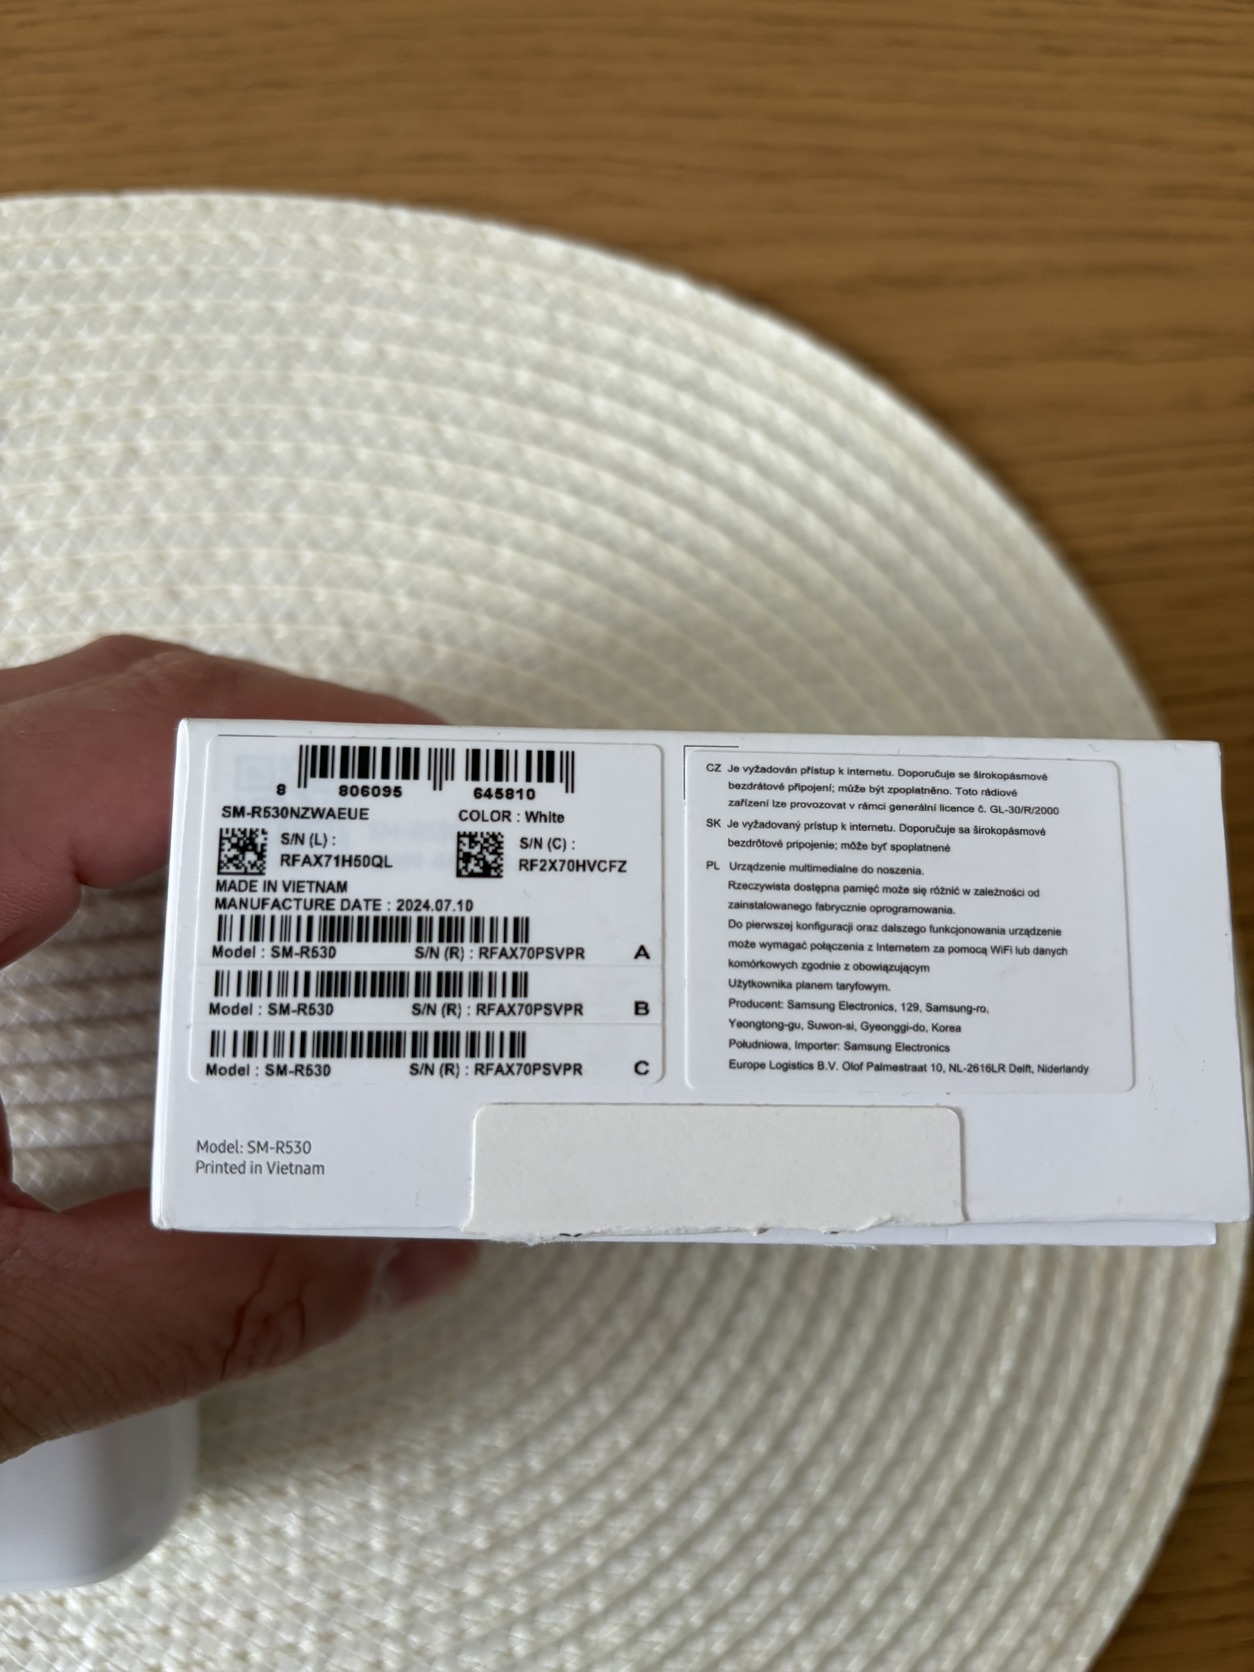 8 806095 645810
SM-R530NZWAEUE COLOR : White
S/N (L) : S/N (C) :
RFAX71H50QL RF2X70HVCFZ
MADE IN VIETNAM
MANUFACTURE DATE : 2024.07.10
Model : SM-R530 S/N (R) : RFAX70PSVPR A
Model : SM-R530 S/N (R) : RFAX70PSVPR B
Model : SM-R530 S/N (R) : RFAX70PSVPR C
Model: SM-R530
Printed in Vietnam
CZ Je vyžadován přístup k internetu. Doporučuje se širokopásmové
bezdrátové připojení; může být zpoplatněno. Toto rádiové
zařízení lze provozovat v rámci generální licence č. GL-30/R/2000
SK Je vyžadovaný prístup k internetu. Doporučuje sa širokopásmové
bezdrôtové pripojenie; môže byť spoplatnené
PL Urządzenie multimedialne do noszenia.
Rzeczywista dostępna pamięć może się różnić w zależności od
zainstalowanego fabrycznie oprogramowania.
Do pierwszej konfiguracji oraz dalszego funkcjonowania urządzenie
może wymagać połączenia z Internetem za pomocą WiFi lub danych
komórkowych zgodnie z obowiązującym
Użytkownika planem taryfowym.
Producent: Samsung Electronics, 129, Samsung-ro,
Yeongtong-gu, Suwon-si, Gyeonggi-do, Korea
Południowa, Importer: Samsung Electronics
Europe Logistics B.V. Olof Palmestraat 10, NL-2616LR Delft, Niderlandy